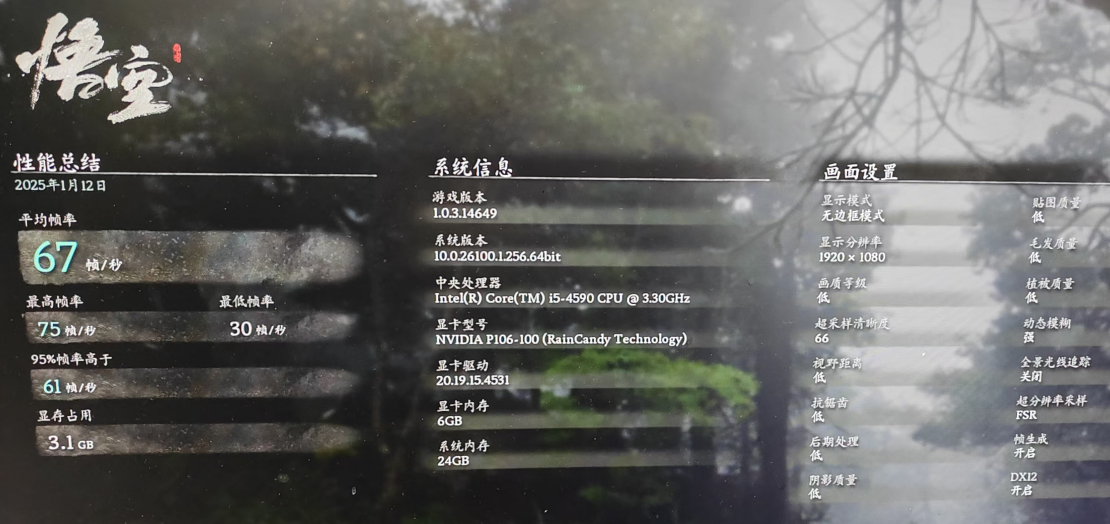 悟空
性能总结
2025年1月12日
平均帧率
67 帧/秒
最高帧率
75 帧/秒
最低帧率
30 帧/秒
95%帧率高于
61 帧/秒
显存占用
3.1 GB
系统信息
游戏版本
1.0.3.14649
系统版本
10.0.26100.1.256.64bit
中央处理器
Intel(R) Core(TM) i5-4590 CPU @ 3.30GHz
显卡型号
NVIDIA P106-100 (RainCandy Technology)
显卡驱动
20.19.15.4531
显卡内存
6GB
系统内存
24GB
画面设置
显示模式
无边框模式
显示分辨率
1920 × 1080
画质等级
低
超采样清晰度
66
视野距离
低
抗锯齿
低
后期处理
低
阴影质量
低
贴图质量
低
毛发质量
低
植被质量
低
动态模糊
强
全景光线追踪
关闭
超分辨率采样
FSR
帧生成
开启
DX12
开启